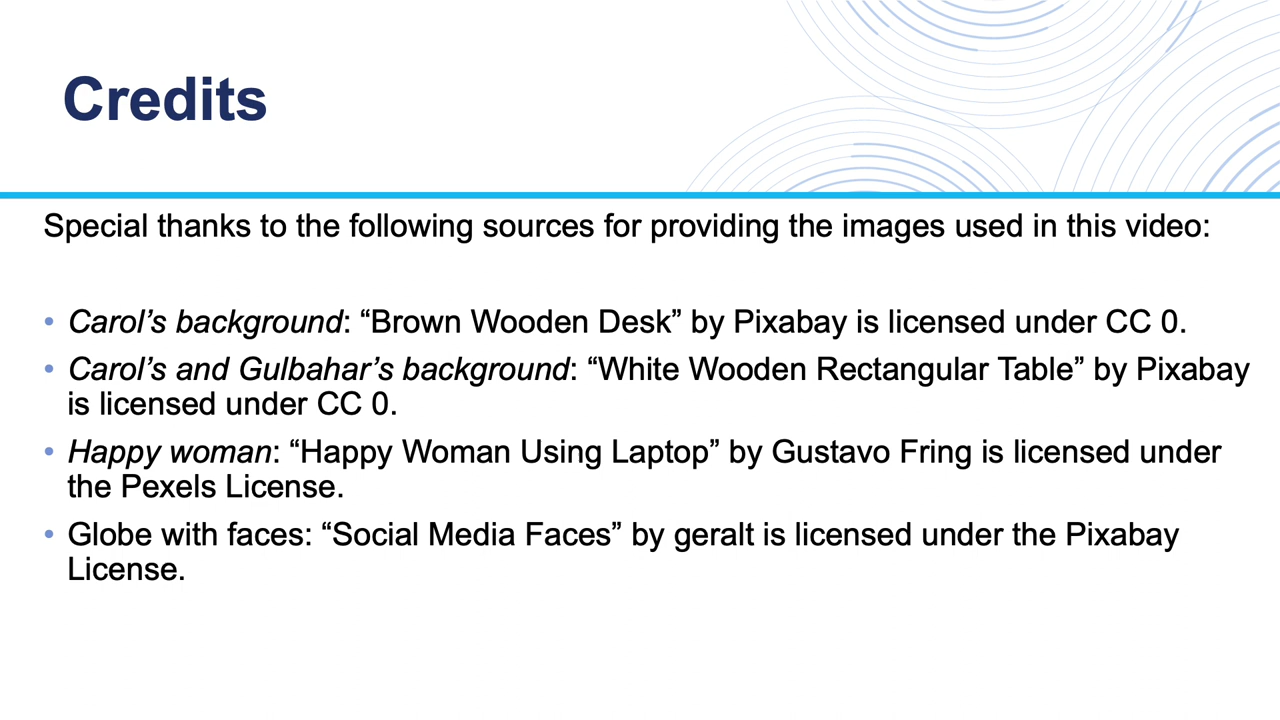 Credits
Special thanks to the following sources for providing the images used in this video:
• Carol’s background: “Brown Wooden Desk” by Pixabay is licensed under CC 0.
• Carol’s and Gulbahar’s background: “White Wooden Rectangular Table” by Pixabay
is licensed under CC 0.
• Happy woman: “Happy Woman Using Laptop” by Gustavo Fring is licensed under
the Pexels License.
• Globe with faces: “Social Media Faces” by geralt is licensed under the Pixabay
License.